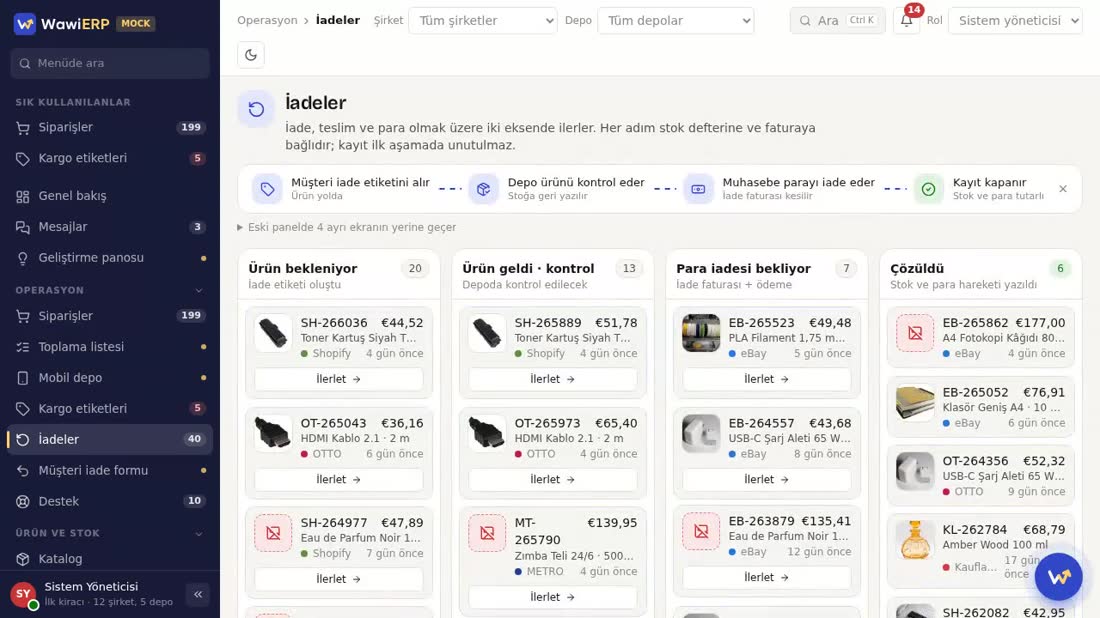 WawiERP MOCK
Menüde ara
SIK KULLANILANLAR
Siparişler 199
Kargo etiketleri 5
Genel bakış
Mesajlar 3
Geliştirme panosu
OPERASYON
Siparişler 199
Toplama listesi
Mobil depo
Kargo etiketleri 5
İadeler 40
Müşteri iade formu
Destek 10
ÜRÜN VE STOK
Katalog
SY Sistem Yöneticisi
İlk kiracı · 12 şirket, 5 depo
Operasyon › İadeler Şirket Tüm şirketler Depo Tüm depolar Ara Ctrl K 14 Rol Sistem yöneticisi
İadeler
İade, teslim ve para olmak üzere iki eksende ilerler. Her adım stok defterine ve faturaya
bağlıdır; kayıt ilk aşamada unutulmaz.
Müşteri iade etiketini alır
Ürün yolda
Depo ürünü kontrol eder
Stoğa geri yazılır
Muhasebe parayı iade eder
İade faturası kesilir
Kayıt kapanır
Stok ve para tutarlı
Eski panelde 4 ayrı ekranın yerine geçer
Ürün bekleniyor 20
İade etiketi oluştu
SH-266036 €44,52
Toner Kartuş Siyah T...
Shopify 4 gün önce
İlerlet →
OT-265043 €36,16
HDMI Kablo 2.1 · 2 m
OTTO 6 gün önce
İlerlet →
SH-264977 €47,89
Eau de Parfum Noir 1...
Shopify 7 gün önce
İlerlet →
Ürün geldi · kontrol 13
Depoda kontrol edilecek
SH-265889 €51,78
Toner Kartuş Siyah T...
Shopify 4 gün önce
İlerlet →
OT-265973 €65,40
HDMI Kablo 2.1 · 2 m
OTTO 4 gün önce
İlerlet →
MT-
265790 €139,95
Zımba Teli 24/6 · 500...
METRO 4 gün önce
İlerlet →
Para iadesi bekliyor 7
İade faturası + ödeme
EB-265523 €49,48
PLA Filament 1,75 m...
eBay 5 gün önce
İlerlet →
EB-264557 €43,68
USB-C Şarj Aleti 65 W...
eBay 8 gün önce
İlerlet →
EB-263879 €135,41
Eau de Parfum Noir 1...
eBay 12 gün önce
İlerlet →
Çözüldü 6
Stok ve para hareketi yazıldı
EB-265862 €177,00
A4 Fotokopi Kâğıdı 80...
eBay 4 gün önce
EB-265052 €76,91
Klasör Geniş A4 · 10 ...
eBay 6 gün önce
OT-264356 €52,32
USB-C Şarj Aleti 65 W...
OTTO 9 gün önce
KL-262784 €68,79
Amber Wood 100 ml
Kaufla... 17 gün
önce
SH-262082 €42,95